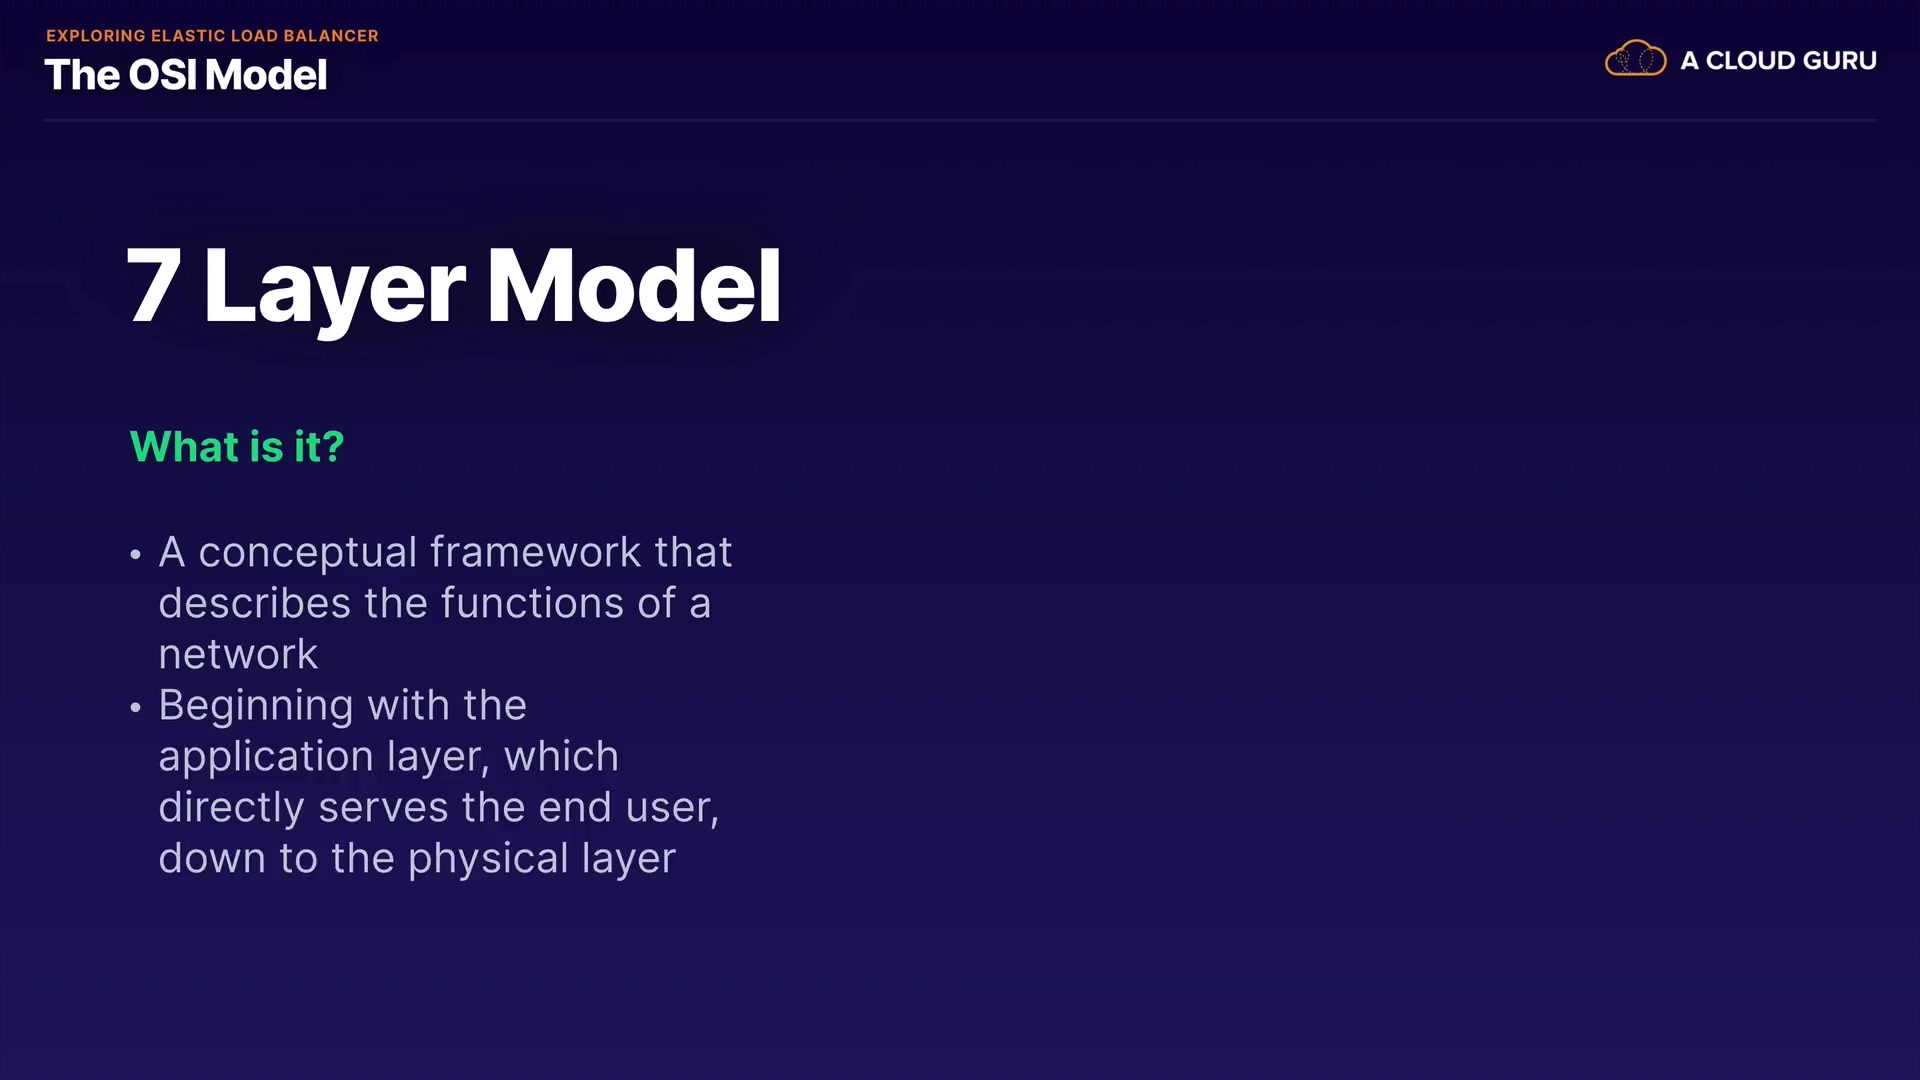 EXPLORING ELASTIC LOAD BALANCER
The OSI Model
A CLOUD GURU
7 Layer Model
What is it?
• A conceptual framework that
describes the functions of a
network
• Beginning with the
application layer, which
directly serves the end user,
down to the physical layer